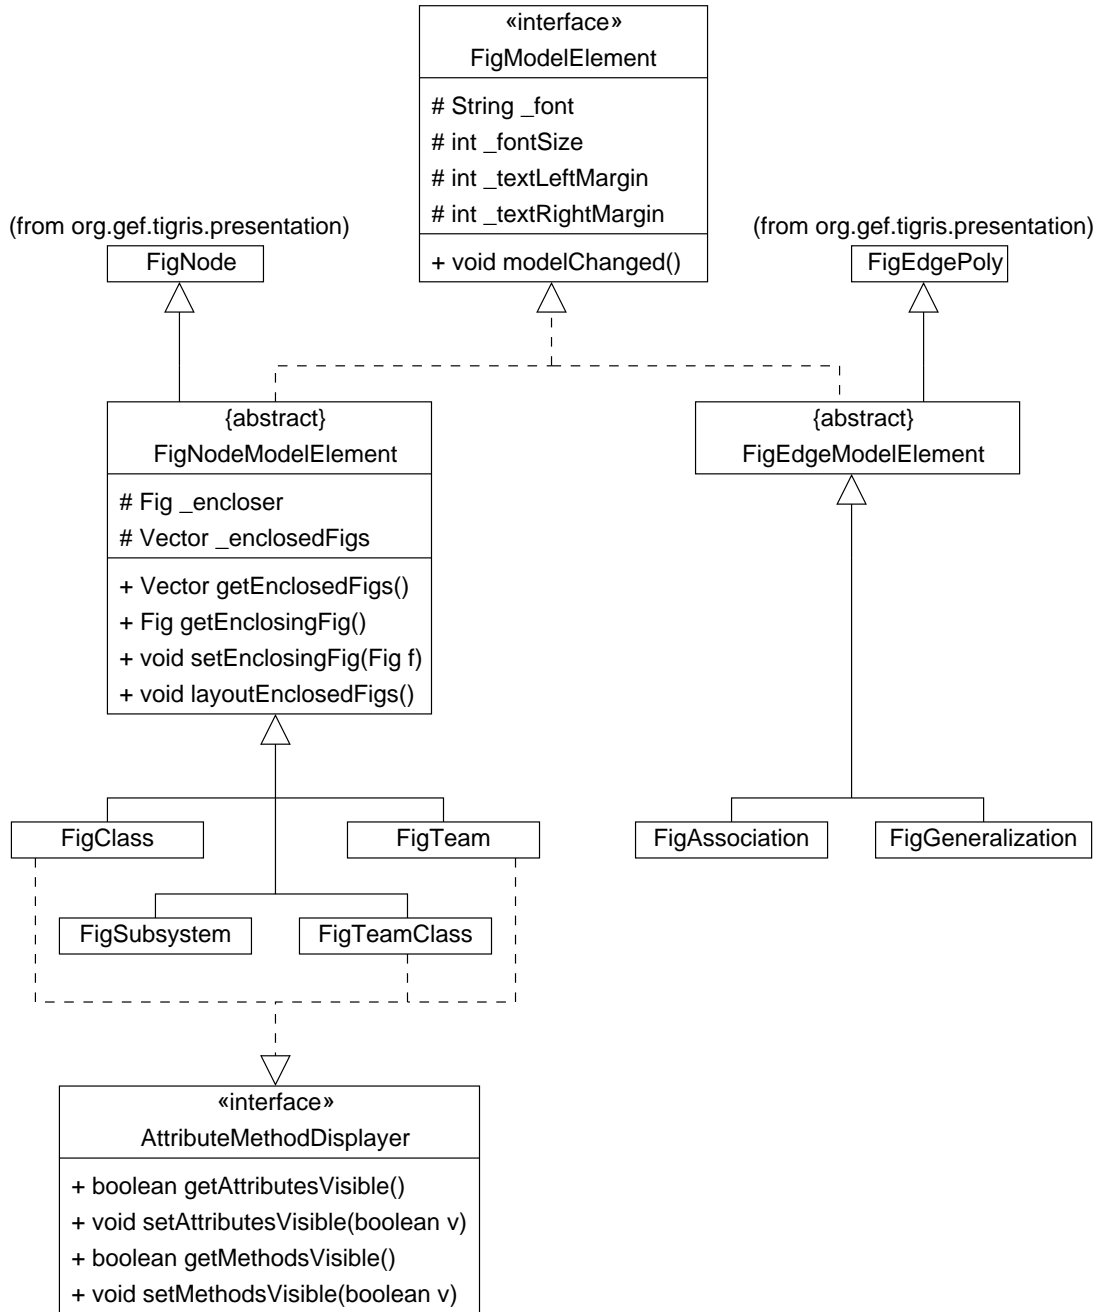 «interface»
FigModelElement
# String _font
# int _fontSize
# int _textLeftMargin
# int _textRightMargin
+ void modelChanged()
(from org.gef.tigris.presentation)
FigNode
(from org.gef.tigris.presentation)
FigEdgePoly
{abstract}
FigNodeModelElement
# Fig _encloser
# Vector _enclosedFigs
+ Vector getEnclosedFigs()
+ Fig getEnclosingFig()
+ void setEnclosingFig(Fig f)
+ void layoutEnclosedFigs()
{abstract}
FigEdgeModelElement
FigClass
FigTeam
FigAssociation
FigGeneralization
FigSubsystem
FigTeamClass
«interface»
AttributeMethodDisplayer
+ boolean getAttributesVisible()
+ void setAttributesVisible(boolean v)
+ boolean getMethodsVisible()
+ void setMethodsVisible(boolean v)